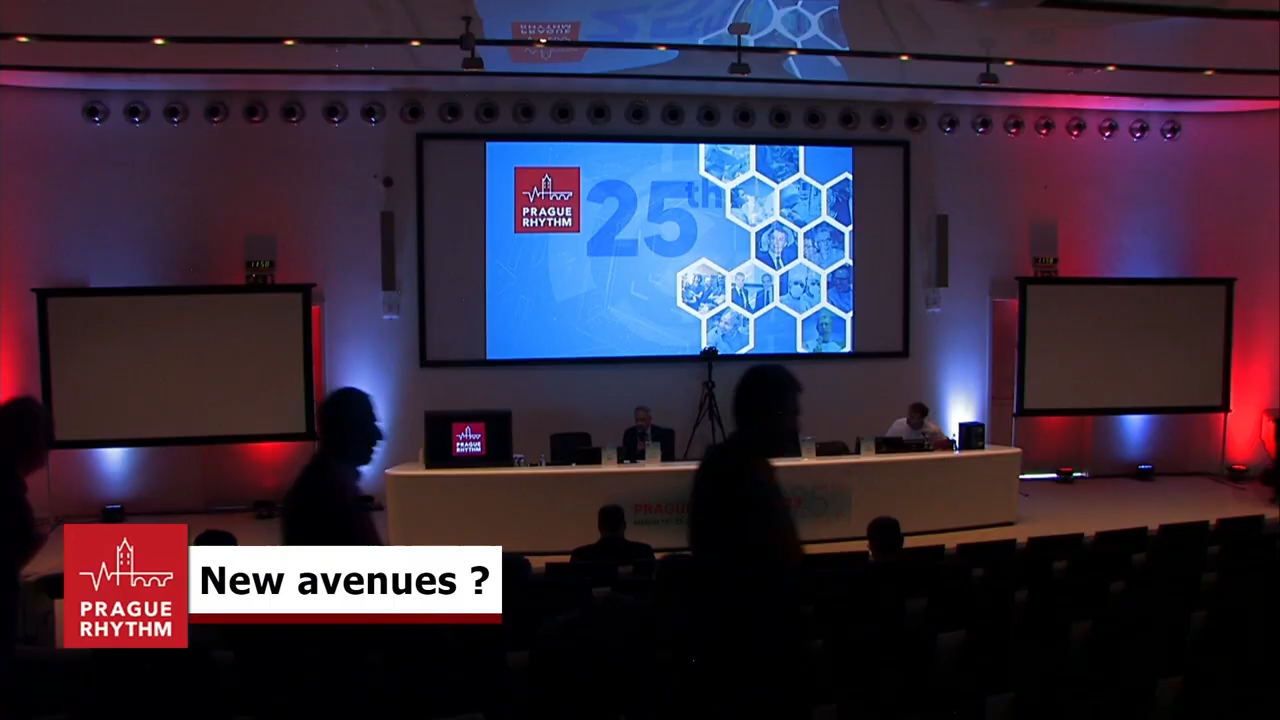 PRAGUE
RHYTHM
25th
PRAGUE
RHYTHM
New avenues ?